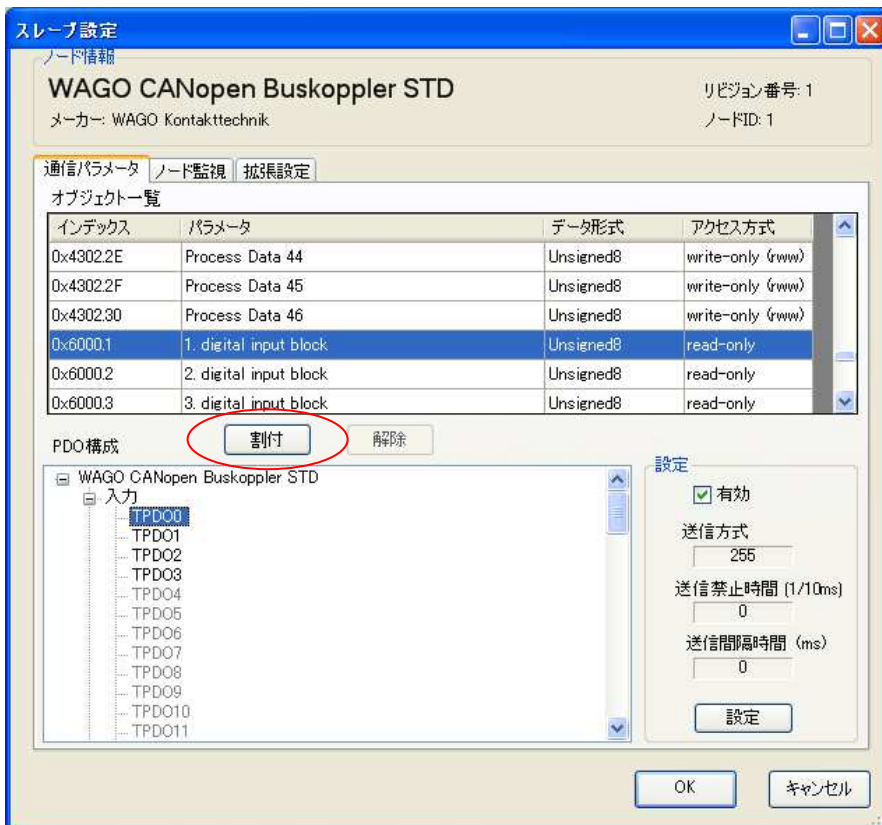 スレーブ設定
ノード情報
WAGO CANopen Buskoppler STD
リビジョン番号: 1
メーカー: WAGO Kontakttechnik
ノードID: 1
通信パラメータ ノード監視 拡張設定
オブジェクト一覧
インデックス パラメータ データ形式 アクセス方式
0x4302.2E Process Data 44 Unsigned8 write-only (rww)
0x4302.2F Process Data 45 Unsigned8 write-only (rww)
0x4302.30 Process Data 46 Unsigned8 write-only (rww)
0x6000.1 1. digital input block Unsigned8 read-only
0x6000.2 2. digital input block Unsigned8 read-only
0x6000.3 3. digital input block Unsigned8 read-only
PDO構成 割付 解除
WAGO CANopen Buskoppler STD
入力
TPDO0
TPDO1
TPDO2
TPDO3
TPDO4
TPDO5
TPDO6
TPDO7
TPDO8
TPDO9
TPDO10
TPDO11
設定
有効
送信方式
255
送信禁止時間 (1/10ms)
0
送信間隔時間 (ms)
0
設定
OK キャンセル